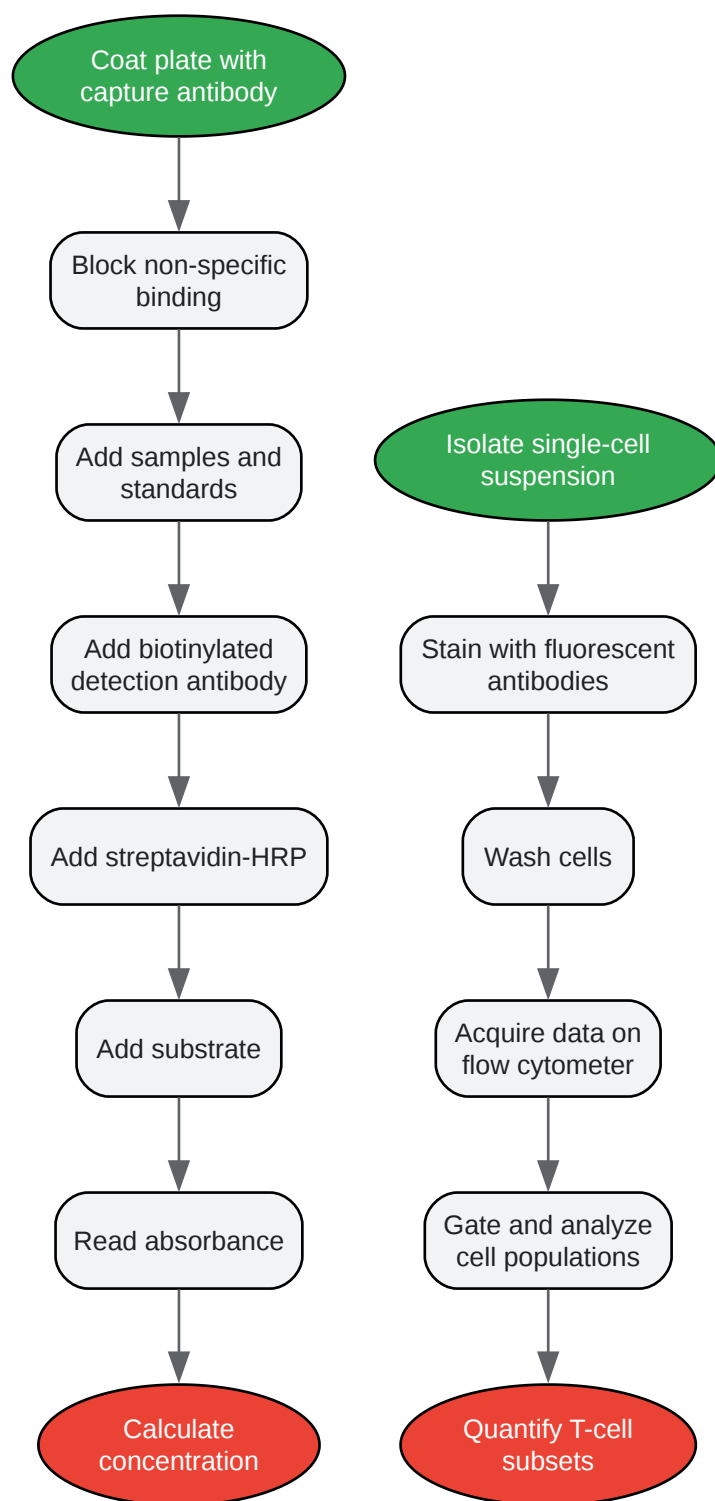 Coat plate with
capture antibody
Block non-specific
binding
Add samples and
standards
Add biotinylated
detection antibody
Add streptavidin-HRP
Add substrate
Read absorbance
Calculate
concentration
Isolate single-cell
suspension
Stain with fluorescent
antibodies
Wash cells
Acquire data on
flow cytometer
Gate and analyze
cell populations
Quantify T-cell
subsets